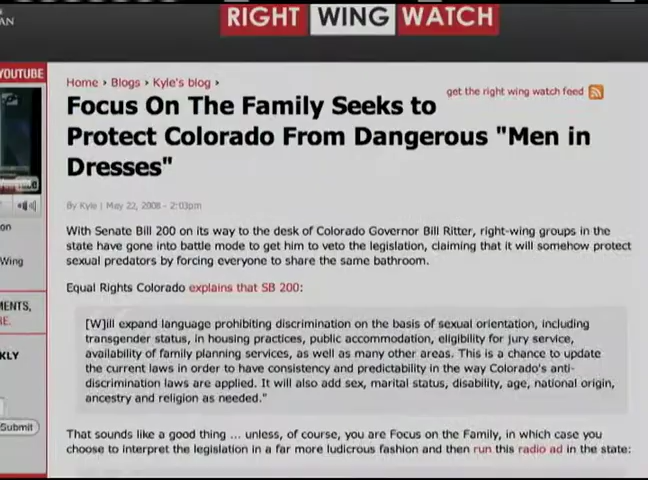 AN
RIGHT WING WATCH
YOUTUBE
Home › Blogs › Kyle's blog ›
get the right wing watch feed
Focus On The Family Seeks to
Protect Colorado From Dangerous "Men in
Dresses"
By Kyle | May 22, 2008 - 2:03pm
on
Wing
MENTS,
E.
KLY
Submit
With Senate Bill 200 on its way to the desk of Colorado Governor Bill Ritter, right-wing groups in the
state have gone into battle mode to get him to veto the legislation, claiming that it will somehow protect
sexual predators by forcing everyone to share the same bathroom.
Equal Rights Colorado explains that SB 200:
[W]ill expand language prohibiting discrimination on the basis of sexual orientation, including
transgender status, in housing practices, public accommodation, eligibility for jury service,
availability of family planning services, as well as many other areas. This is a chance to update
the current laws in order to have consistency and predictability in the way Colorado's anti-
discrimination laws are applied. It will also add sex, marital status, disability, age, national origin,
ancestry and religion as needed."
That sounds like a good thing ... unless, of course, you are Focus on the Family, in which case you
choose to interpret the legislation in a far more ludicrous fashion and then run this radio ad in the state: